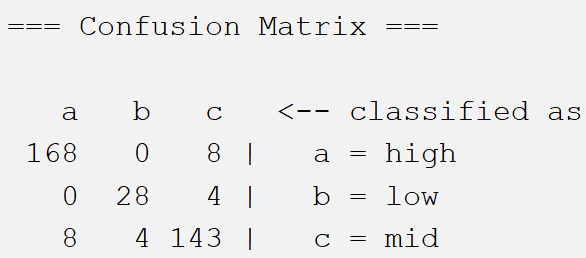 === Confusion Matrix ===
a b c <-- classified as
168 0 8 | a = high
0 28 4 | b = low
8 4 143 | c = mid